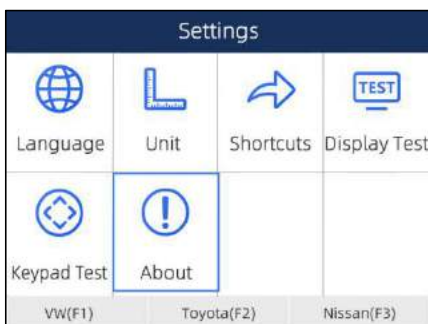 Settings
TEST
Language Unit Shortcuts Display Test
Keypad Test About
VW(F1) Toyota(F2) Nissan(F3)